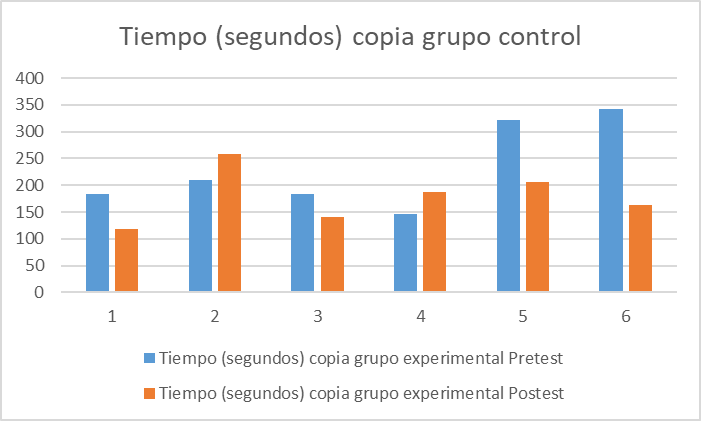 Tiempo (segundos) copia grupo control
400
350
300
250
200
150
100
50
0
1 2 3 4 5 6
Tiempo (segundos) copia grupo experimental Pretest
Tiempo (segundos) copia grupo experimental Postest